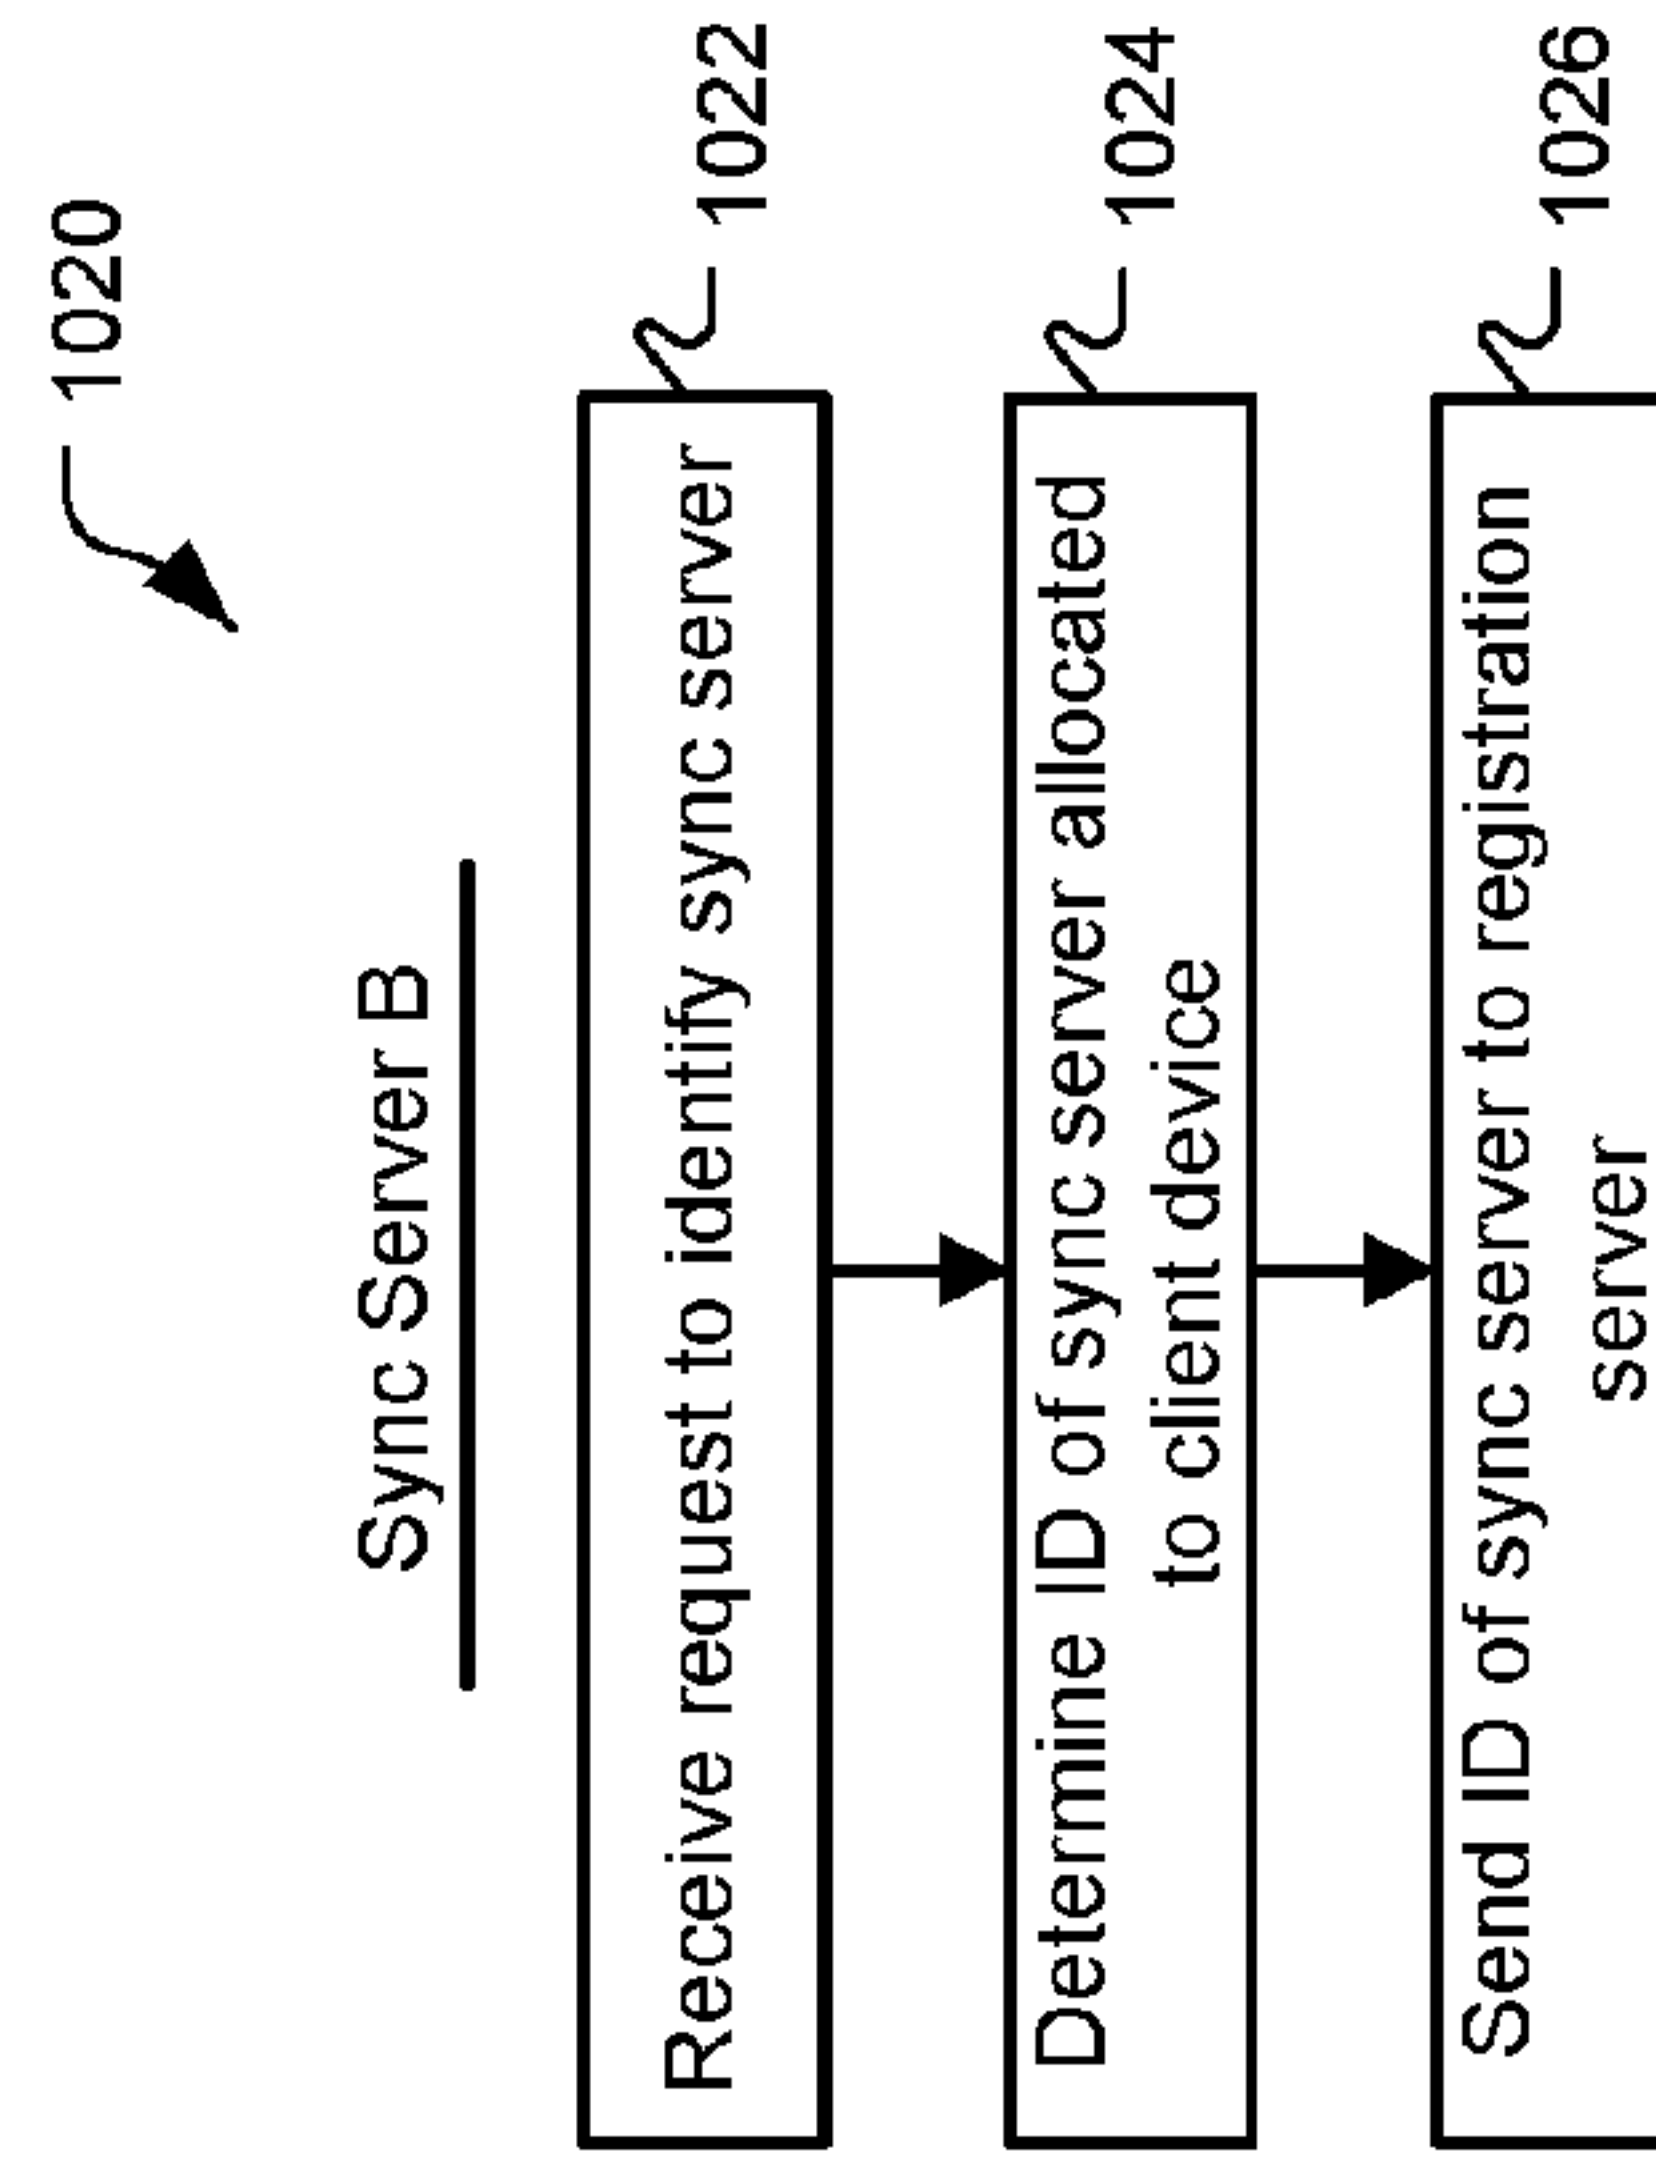 1020
Sync Server B
Receive request to identify sync server
1022
Determine ID of sync server allocated
to client device
1024
Send ID of sync server to registration
server
1026